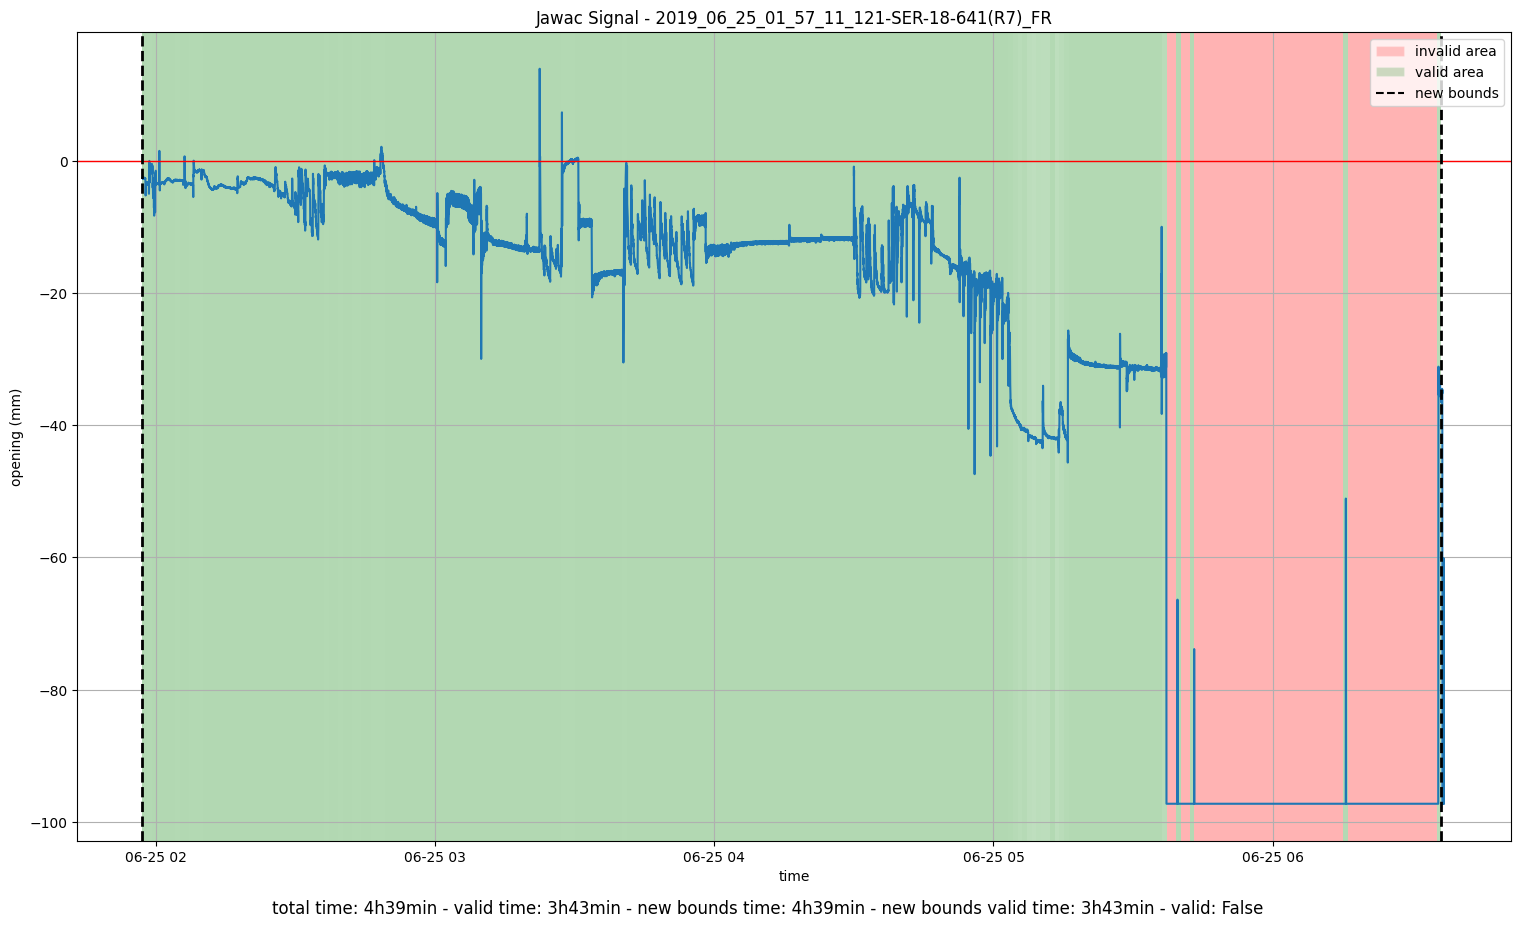 Jawac Signal - 2019_06_25_01_57_11_121-SER-18-641(R7)_FR
invalid area
valid area
new bounds
0
−20
−40
−60
−80
−100
opening (mm)
06-25 02
06-25 03
06-25 04
06-25 05
06-25 06
time
total time: 4h39min - valid time: 3h43min - new bounds time: 4h39min - new bounds valid time: 3h43min - valid: False